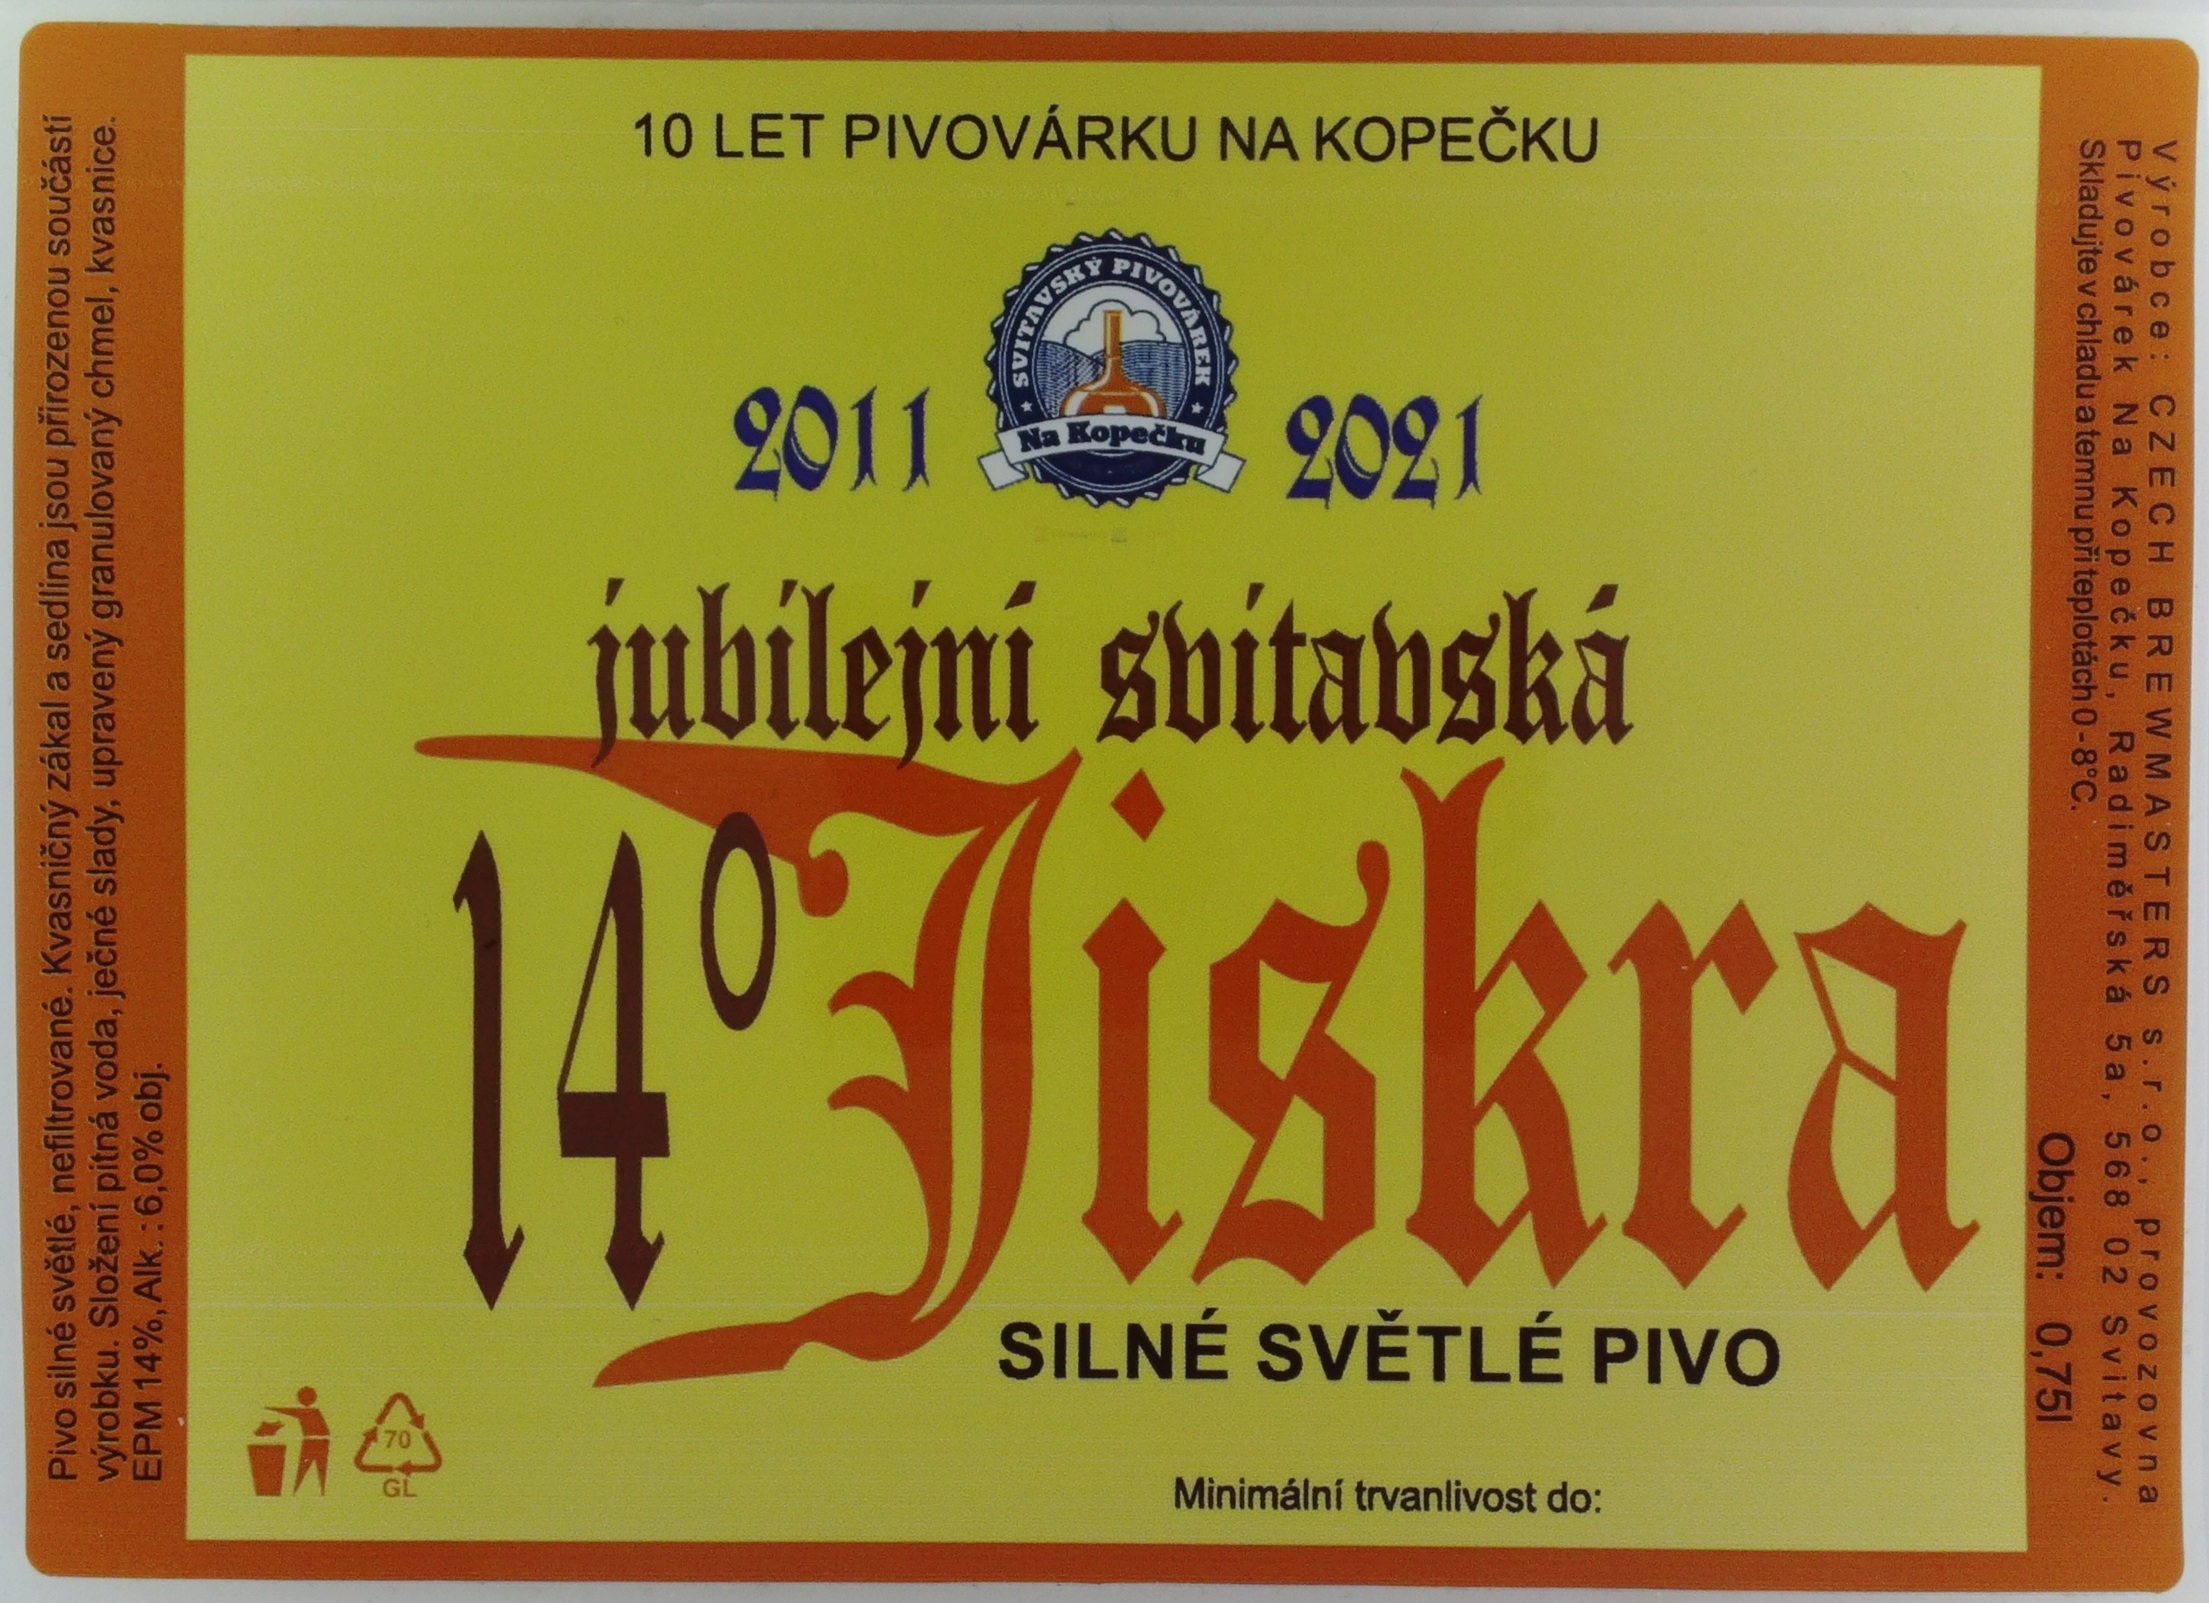 10 LET PIVOVÁRKU NA KOPEČKU
SVITAVSKÝ PIVOVÁREK
Na Kopečku
2011 2021
jubilejní svitavská
14° Jiskra
SILNÉ SVĚTLÉ PIVO
Minimální trvanlivost do:
70
GL
Pivo silné světlé, nefiltrované. Kvasničný zákal a sedlina jsou přirozenou součástí
výrobku. Složení pitná voda, ječné slady, upravený granulovaný chmel, kvasnice.
EPM 14%, Alk. : 6,0% obj.
Výrobce: CZECH BREWMASTERS s.r.o., provozovna
Pivovárek Na Kopečku, Radiměřská 5a, 568 02 Svitavy.
Skladujte v chladu a temnu při teplotách 0 - 8°C.
Objem: 0,75l